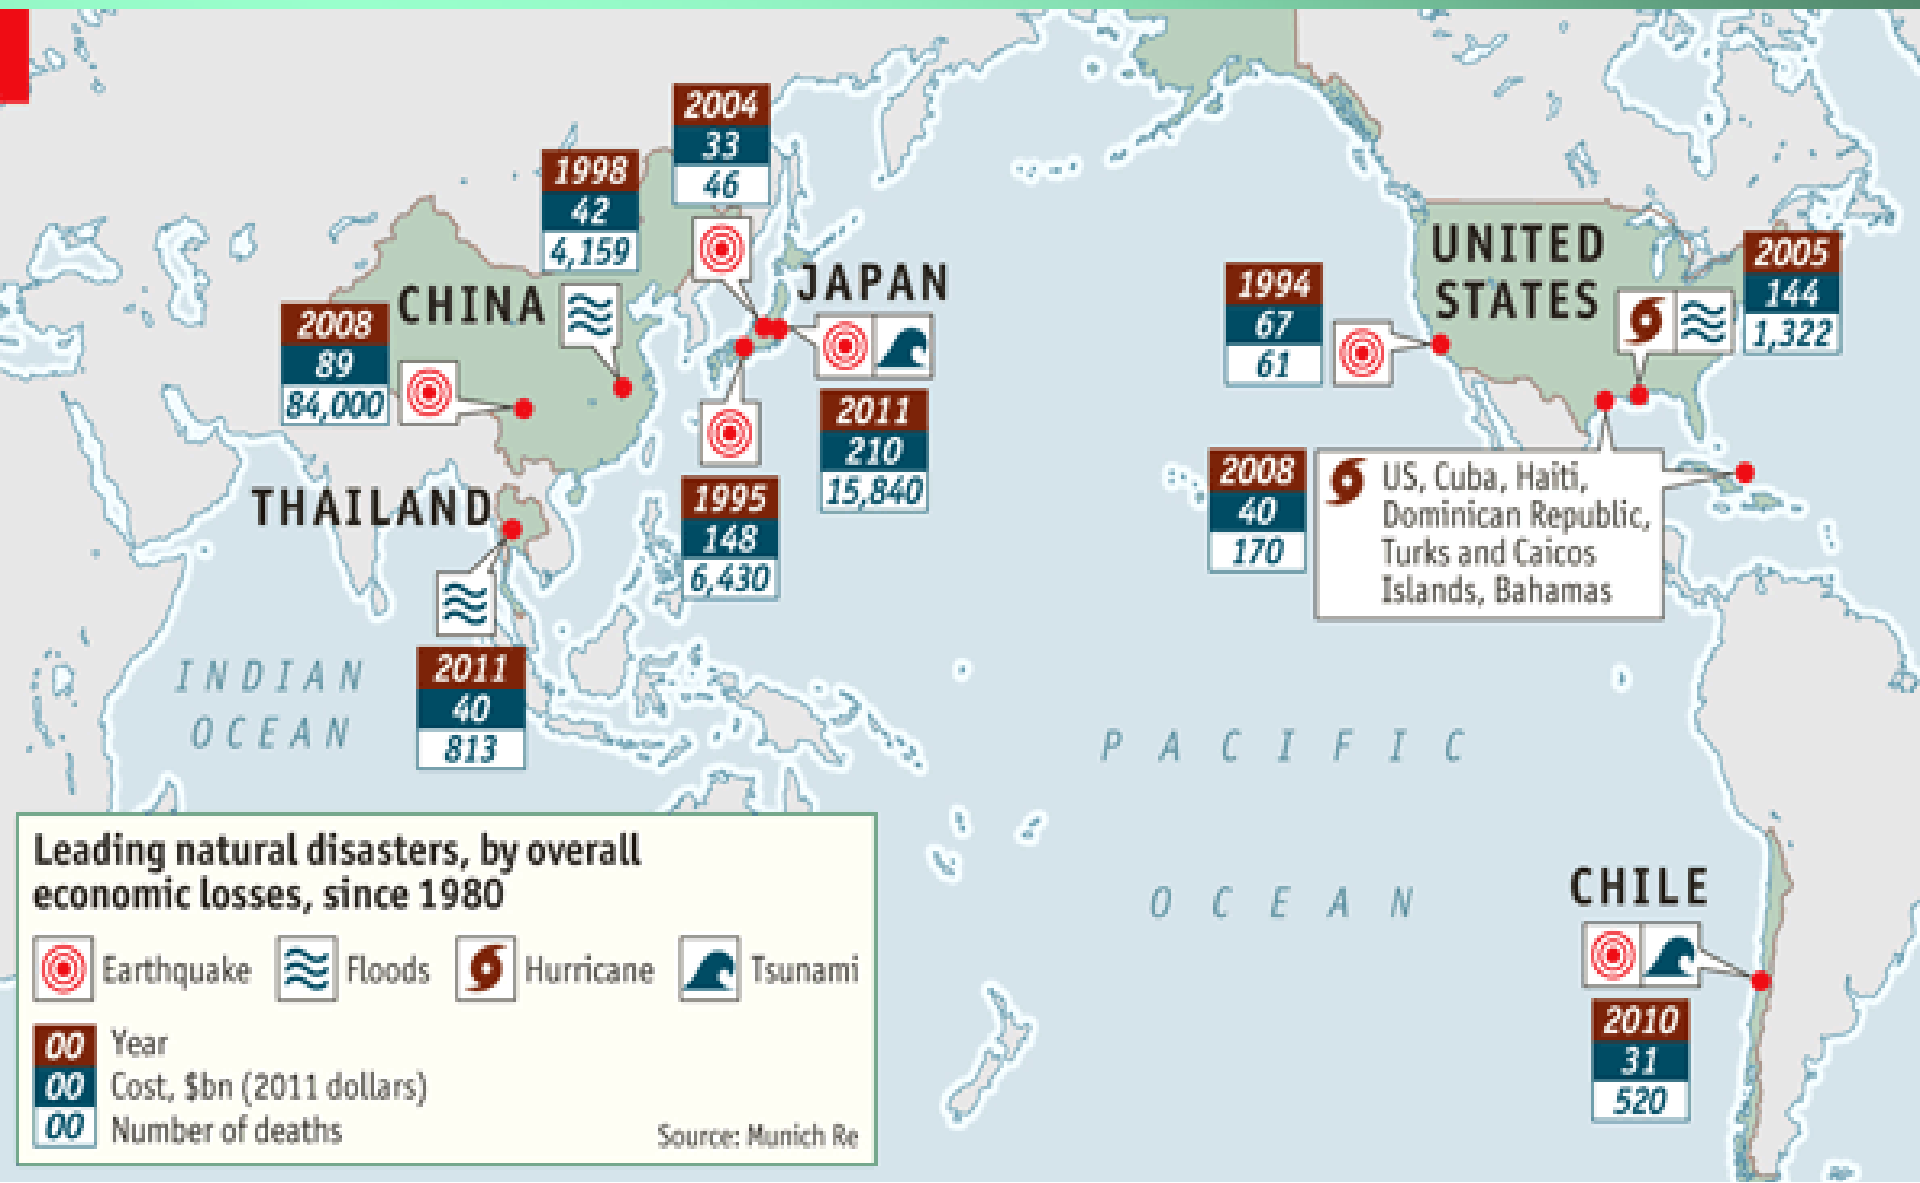 2004
33
46
1998
42
4,159
2008
89
84,000
CHINA
JAPAN
2011
210
15,840
1995
148
6,430
THAILAND
2011
40
813
INDIAN
OCEAN
UNITED
STATES
1994
67
61
2005
144
1,322
2008
40
170
US, Cuba, Haiti,
Dominican Republic,
Turks and Caicos
Islands, Bahamas
PACIFIC
OCEAN
CHILE
2010
31
520
Leading natural disasters, by overall
economic losses, since 1980
Earthquake Floods Hurricane Tsunami
00 Year
00 Cost, $bn (2011 dollars)
00 Number of deaths
Source: Munich Re